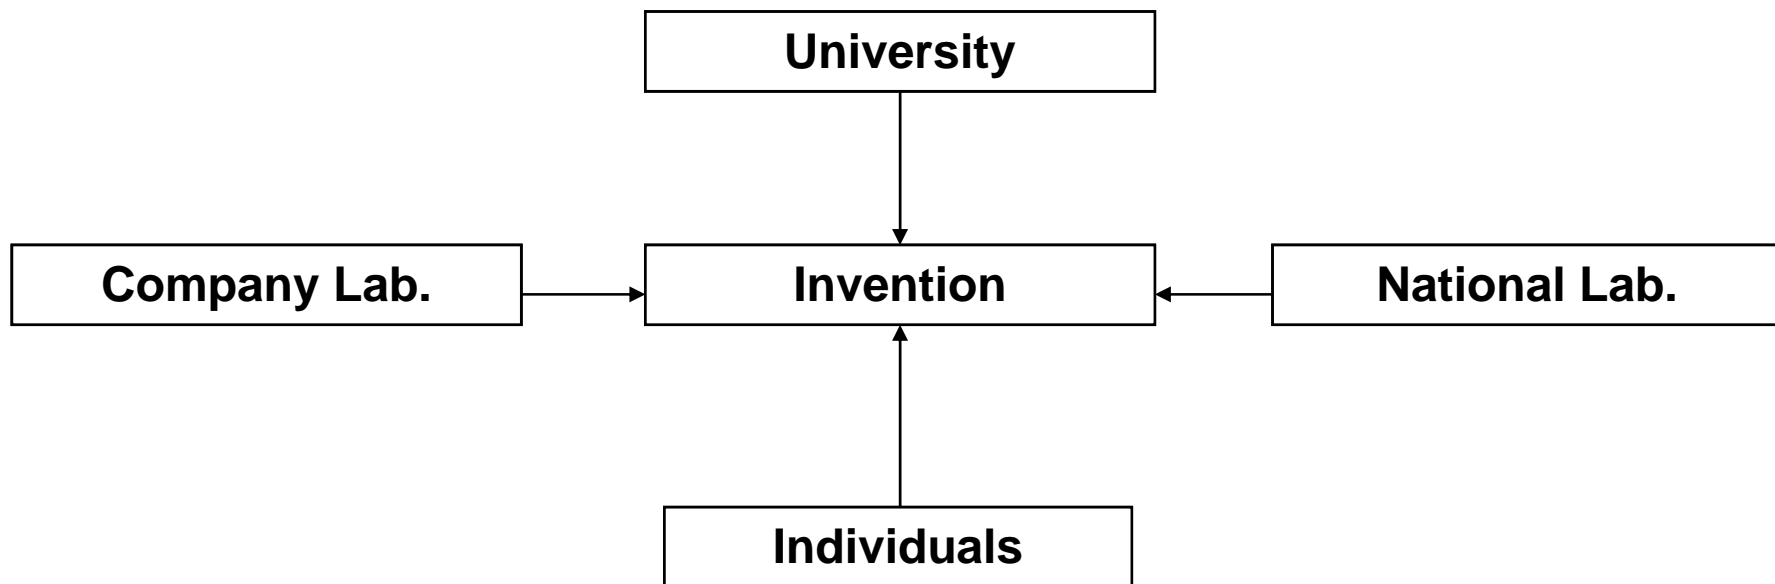 University
Company Lab.
Invention
National Lab.
Individuals